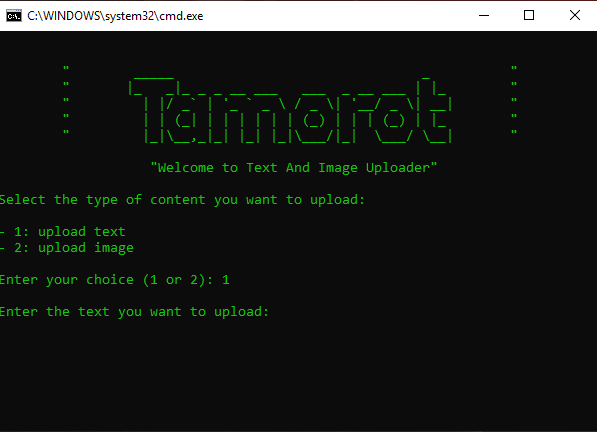 C:\WINDOWS\system32\cmd.exe
Tamorot
"Welcome to Text And Image Uploader"
Select the type of content you want to upload:
- 1: upload text
- 2: upload image
Enter your choice (1 or 2): 1
Enter the text you want to upload: